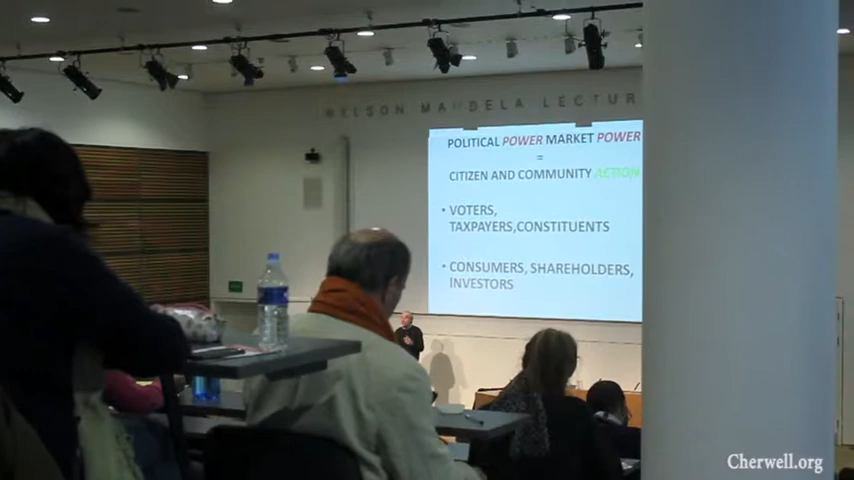 NELSON MANDELA LECTUR
POLITICAL POWER MARKET POWER
=
CITIZEN AND COMMUNITY ACTION
• VOTERS,
TAXPAYERS,CONSTITUENTS
• CONSUMERS, SHAREHOLDERS,
INVESTORS
Cherwell.org